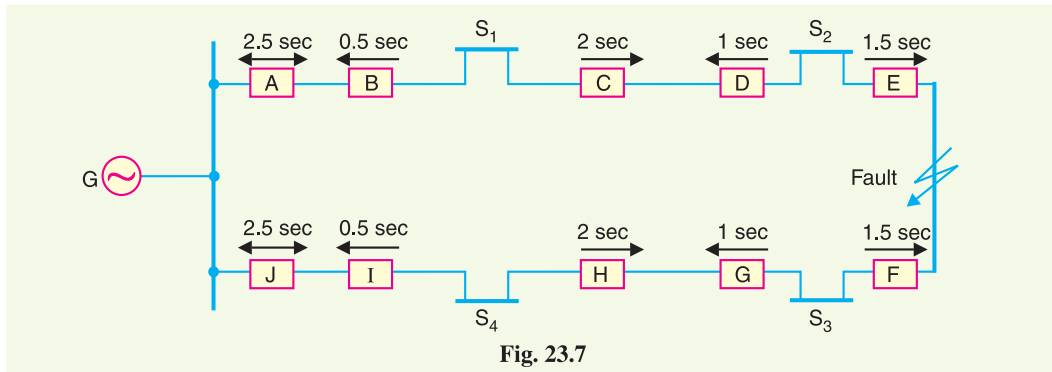 2.5 sec 0.5 sec S1 2 sec 1 sec S2 1.5 sec
A B C D E
G Fault
2.5 sec 0.5 sec 2 sec 1 sec 1.5 sec
J I H G F
S4 S3
Fig. 23.7